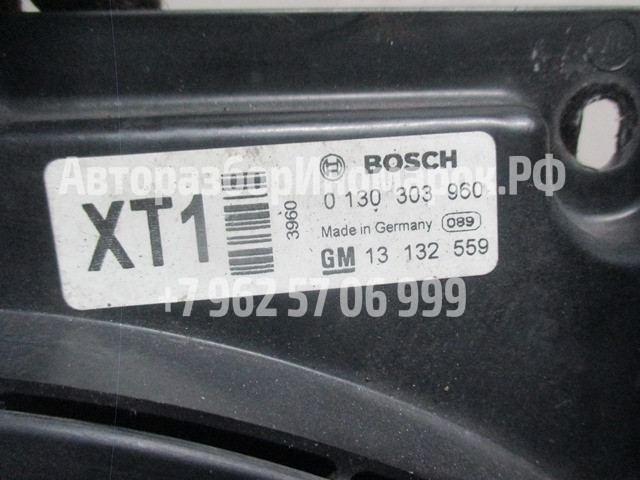 BOSCH
АвторазборИномарок.РФ
XT1
3960
0 130 303 960
Made in Germany 089
GM 13 132 559
+7 962 57 06 999